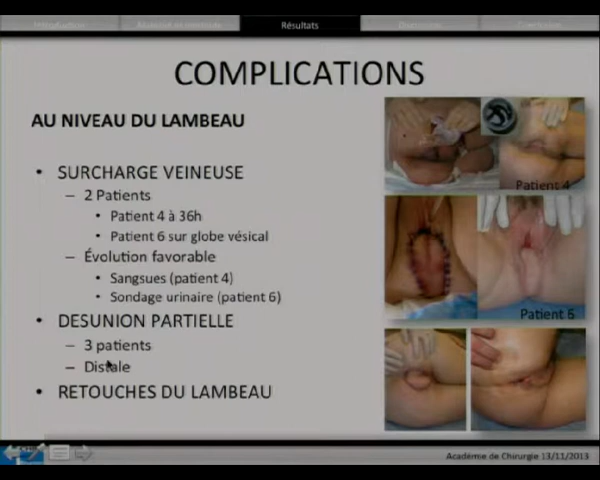 Résultats
COMPLICATIONS
AU NIVEAU DU LAMBEAU
• SURCHARGE VEINEUSE
– 2 Patients
• Patient 4 à 36h
• Patient 6 sur globe vésical
– Évolution favorable
• Sangsues (patient 4)
• Sondage urinaire (patient 6)
• DESUNION PARTIELLE
– 3 patients
– Distale
• RETOUCHES DU LAMBEAU
Patient 4
Patient 6
Académie de Chirurgie 13/11/2013